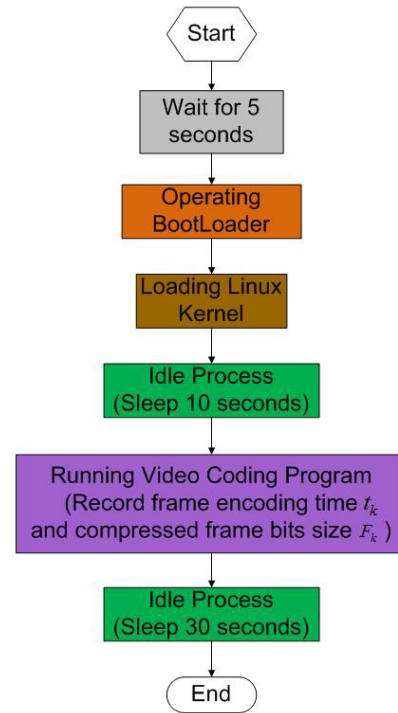 Start
Wait for 5
seconds
Operating
BootLoader
Loading Linux
Kernel
Idle Process
(Sleep 10 seconds)
Running Video Coding Program
(Record frame encoding time t_k
and compressed frame bits size F_k )
Idle Process
(Sleep 30 seconds)
End